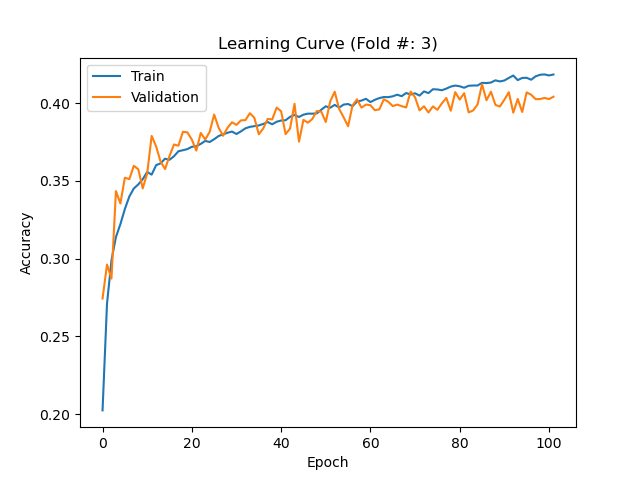 Learning Curve (Fold #: 3)
Train
Validation
Accuracy
0.40
0.35
0.30
0.25
0.20
0 20 40 60 80 100
Epoch